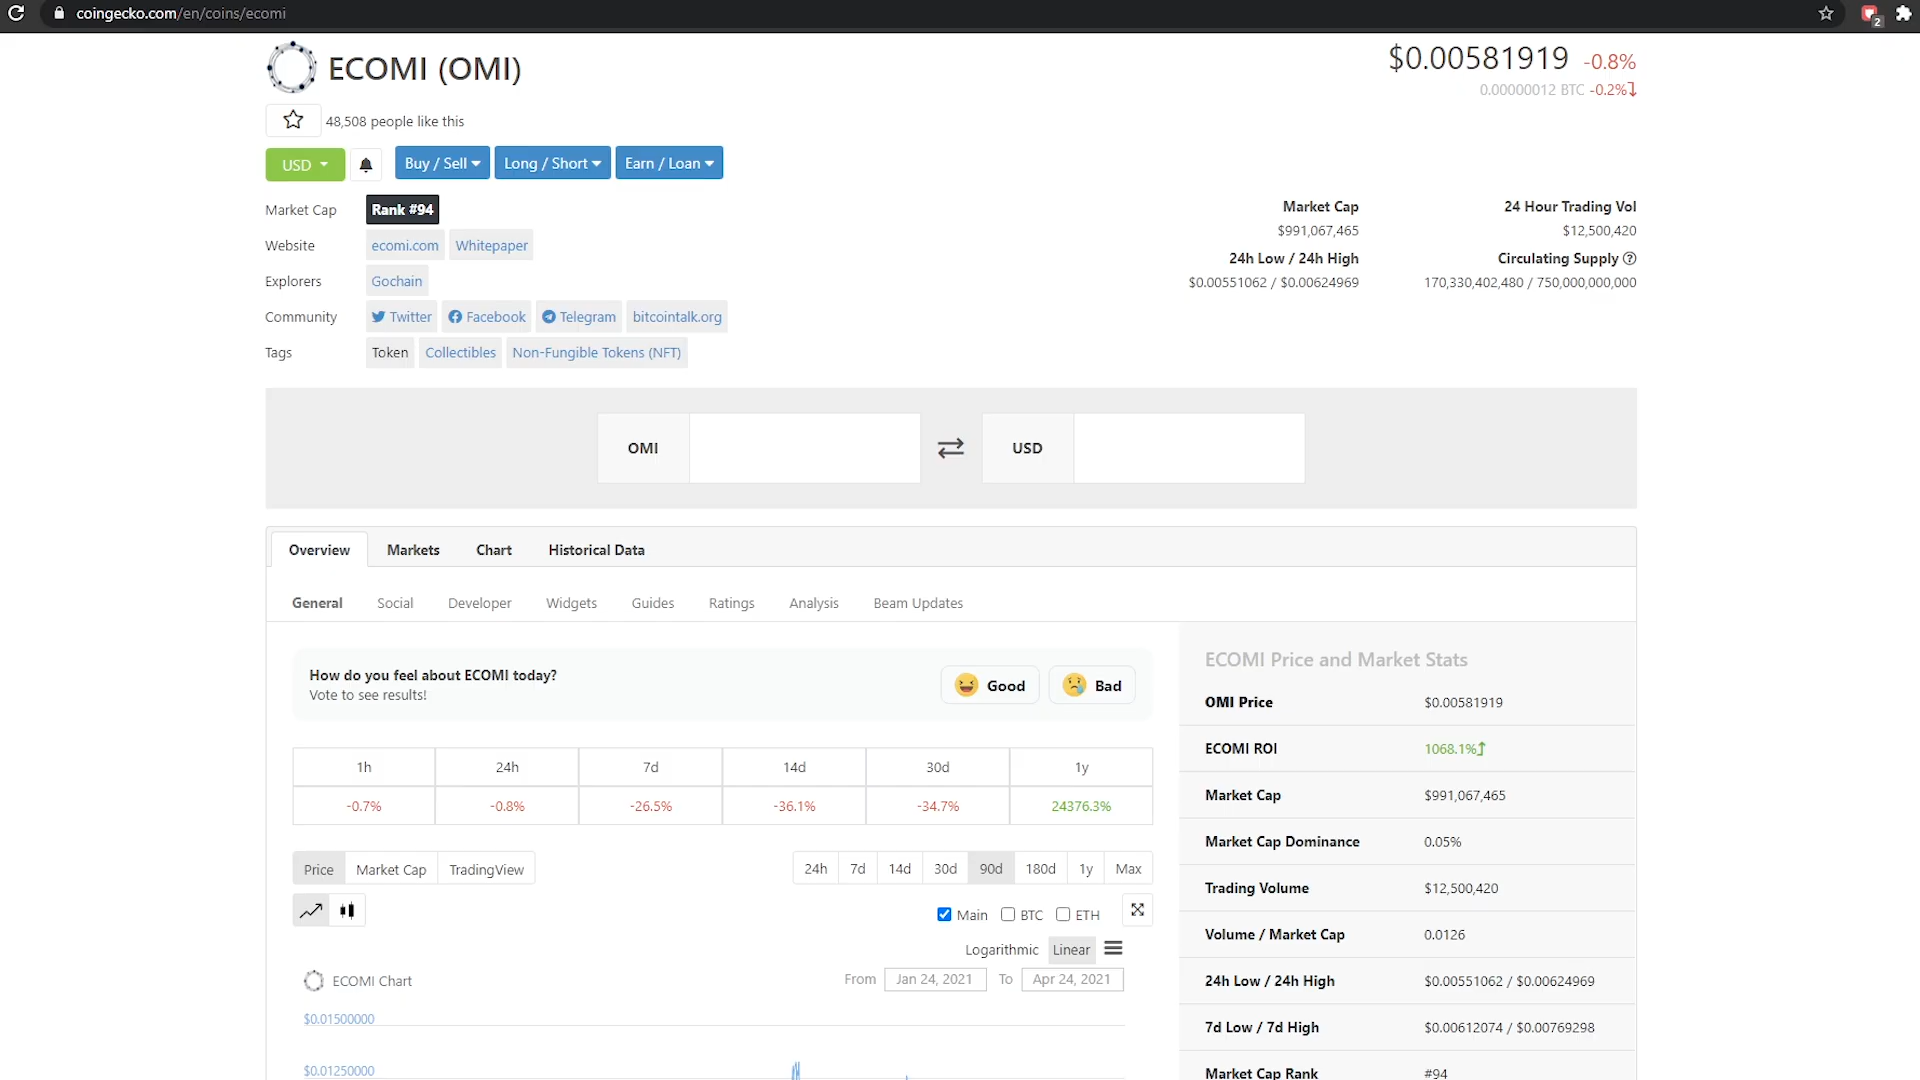 coingecko.com/en/coins/ecomi
2
ECOMI (OMI)
$0.00581919 -0.8%
0.00000012 BTC -0.2%
48,508 people like this
USD Buy / Sell Long / Short Earn / Loan
Market Cap Rank #94
Website ecomi.com Whitepaper
Explorers Gochain
Community Twitter Facebook Telegram bitcointalk.org
Tags Token Collectibles Non-Fungible Tokens (NFT)
Market Cap 24 Hour Trading Vol
$991,067,465 $12,500,420
24h Low / 24h High Circulating Supply
$0.00551062 / $0.00624969 170,330,402,480 / 750,000,000,000
OMI USD
Overview Markets Chart Historical Data
General Social Developer Widgets Guides Ratings Analysis Beam Updates
How do you feel about ECOMI today?
Vote to see results!
Good Bad
1h 24h 7d 14d 30d 1y
-0.7% -0.8% -26.5% -36.1% -34.7% 24376.3%
Price Market Cap TradingView 24h 7d 14d 30d 90d 180d 1y Max
Main BTC ETH
Logarithmic Linear
ECOMI Chart From Jan 24, 2021 To Apr 24, 2021
$0.01500000
$0.01250000
ECOMI Price and Market Stats
OMI Price $0.00581919
ECOMI ROI 1068.1%
Market Cap $991,067,465
Market Cap Dominance 0.05%
Trading Volume $12,500,420
Volume / Market Cap 0.0126
24h Low / 24h High $0.00551062 / $0.00624969
7d Low / 7d High $0.00612074 / $0.00769298
Market Cap Rank #94